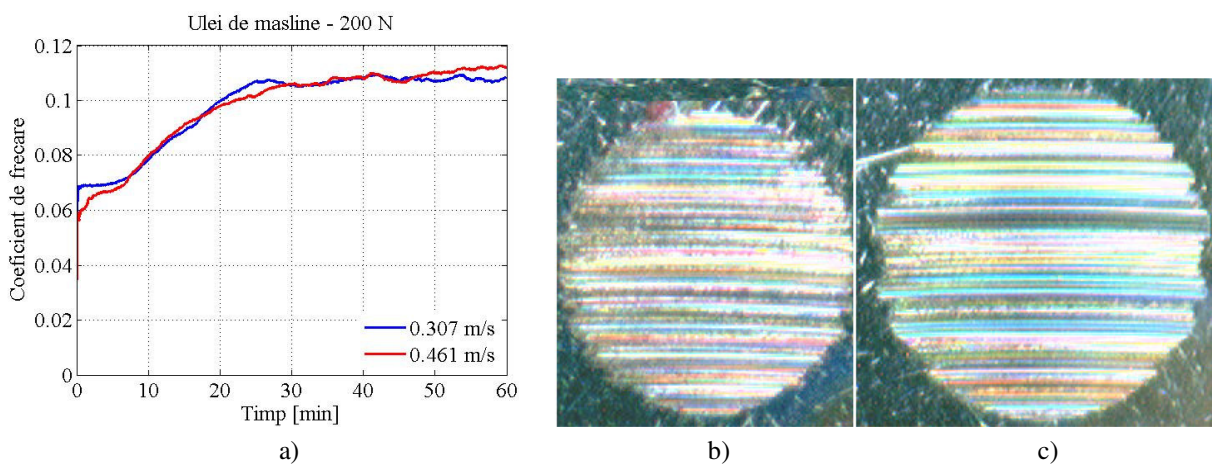 Ulei de masline - 200 N
0.12
0.1
0.08
0.06
0.04
0.02
0
Coeficient de frecare
0.307 m/s
0.461 m/s
0 10 20 30 40 50 60
Timp [min]
a) b) c)